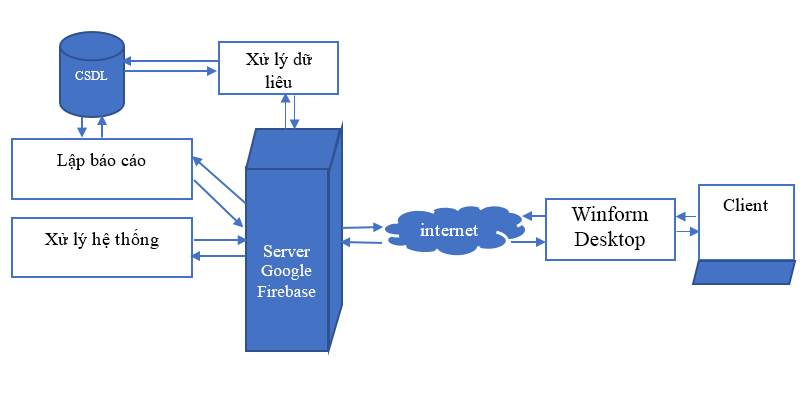 CSDL
Xử lý dữ
liêu
Lập báo cáo
Xử lý hệ thống
Server
Google
Firebase
internet
Winform
Desktop
Client